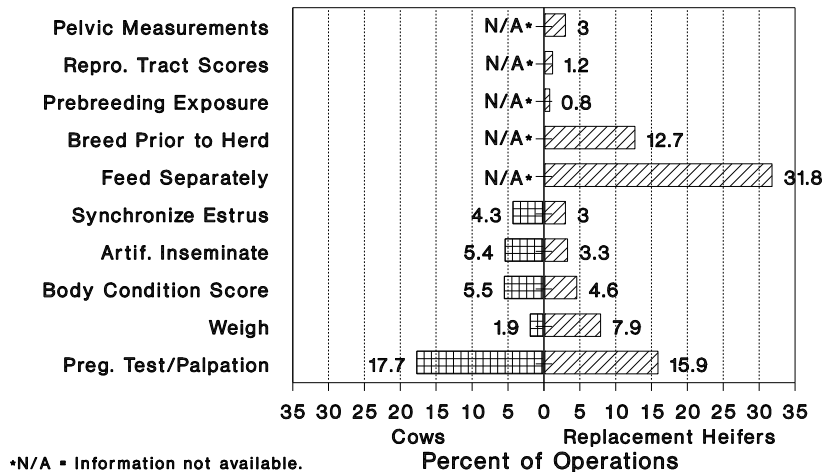 Pelvic Measurements N/A* 3
Repro. Tract Scores N/A* 1.2
Prebreeding Exposure N/A* 0.8
Breed Prior to Herd N/A* 12.7
Feed Separately N/A* 31.8
Synchronize Estrus 4.3 3
Artif. Inseminate 5.4 3.3
Body Condition Score 5.5 4.6
Weigh 1.9 7.9
Preg. Test/Palpation 17.7 15.9
35 30 25 20 15 10 5 0 5 10 15 20 25 30 35
Cows Replacement Heifers
*N/A = Information not available. Percent of Operations